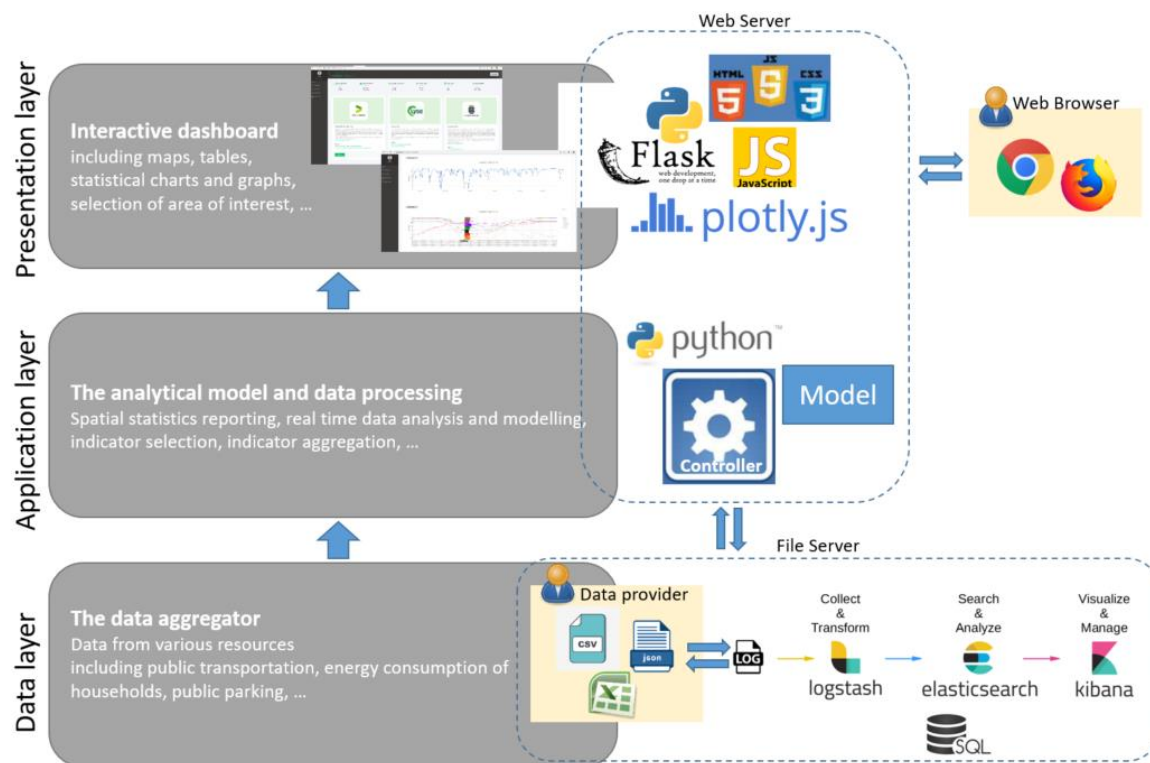 Web Server
Presentation layer
Interactive dashboard
including maps, tables,
statistical charts and graphs,
selection of area of interest, ...
HTML
JS
CSS
5
5
3
Flask
web development,
one drop at a time
JS
JavaScript
plotly.js
Web Browser
Application layer
The analytical model and data processing
Spatial statistics reporting, real time data analysis and modelling,
indicator selection, indicator aggregation, ...
python™
Model
Controller
File Server
Data layer
The data aggregator
Data from various resources
including public transportation, energy consumption of
households, public parking, ...
Data provider
CSV
json
X
LOG
Collect
&
Transform
logstash
Search
&
Analyze
elasticsearch
Visualize
&
Manage
kibana
SQL